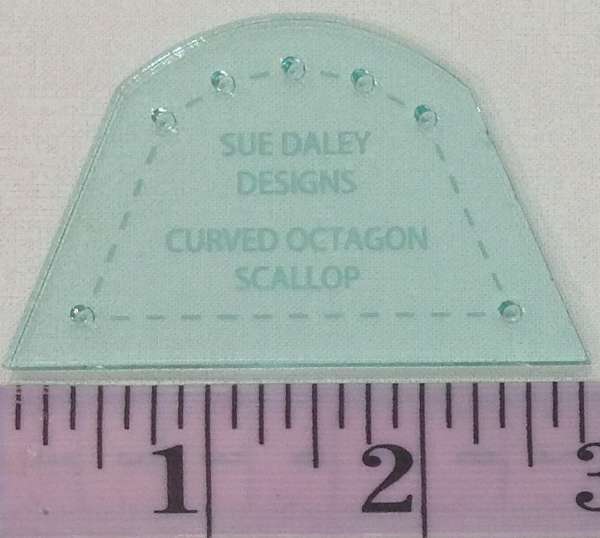 SUE DALEY
DESIGNS
CURVED OCTAGON
SCALLOP
1 2 3